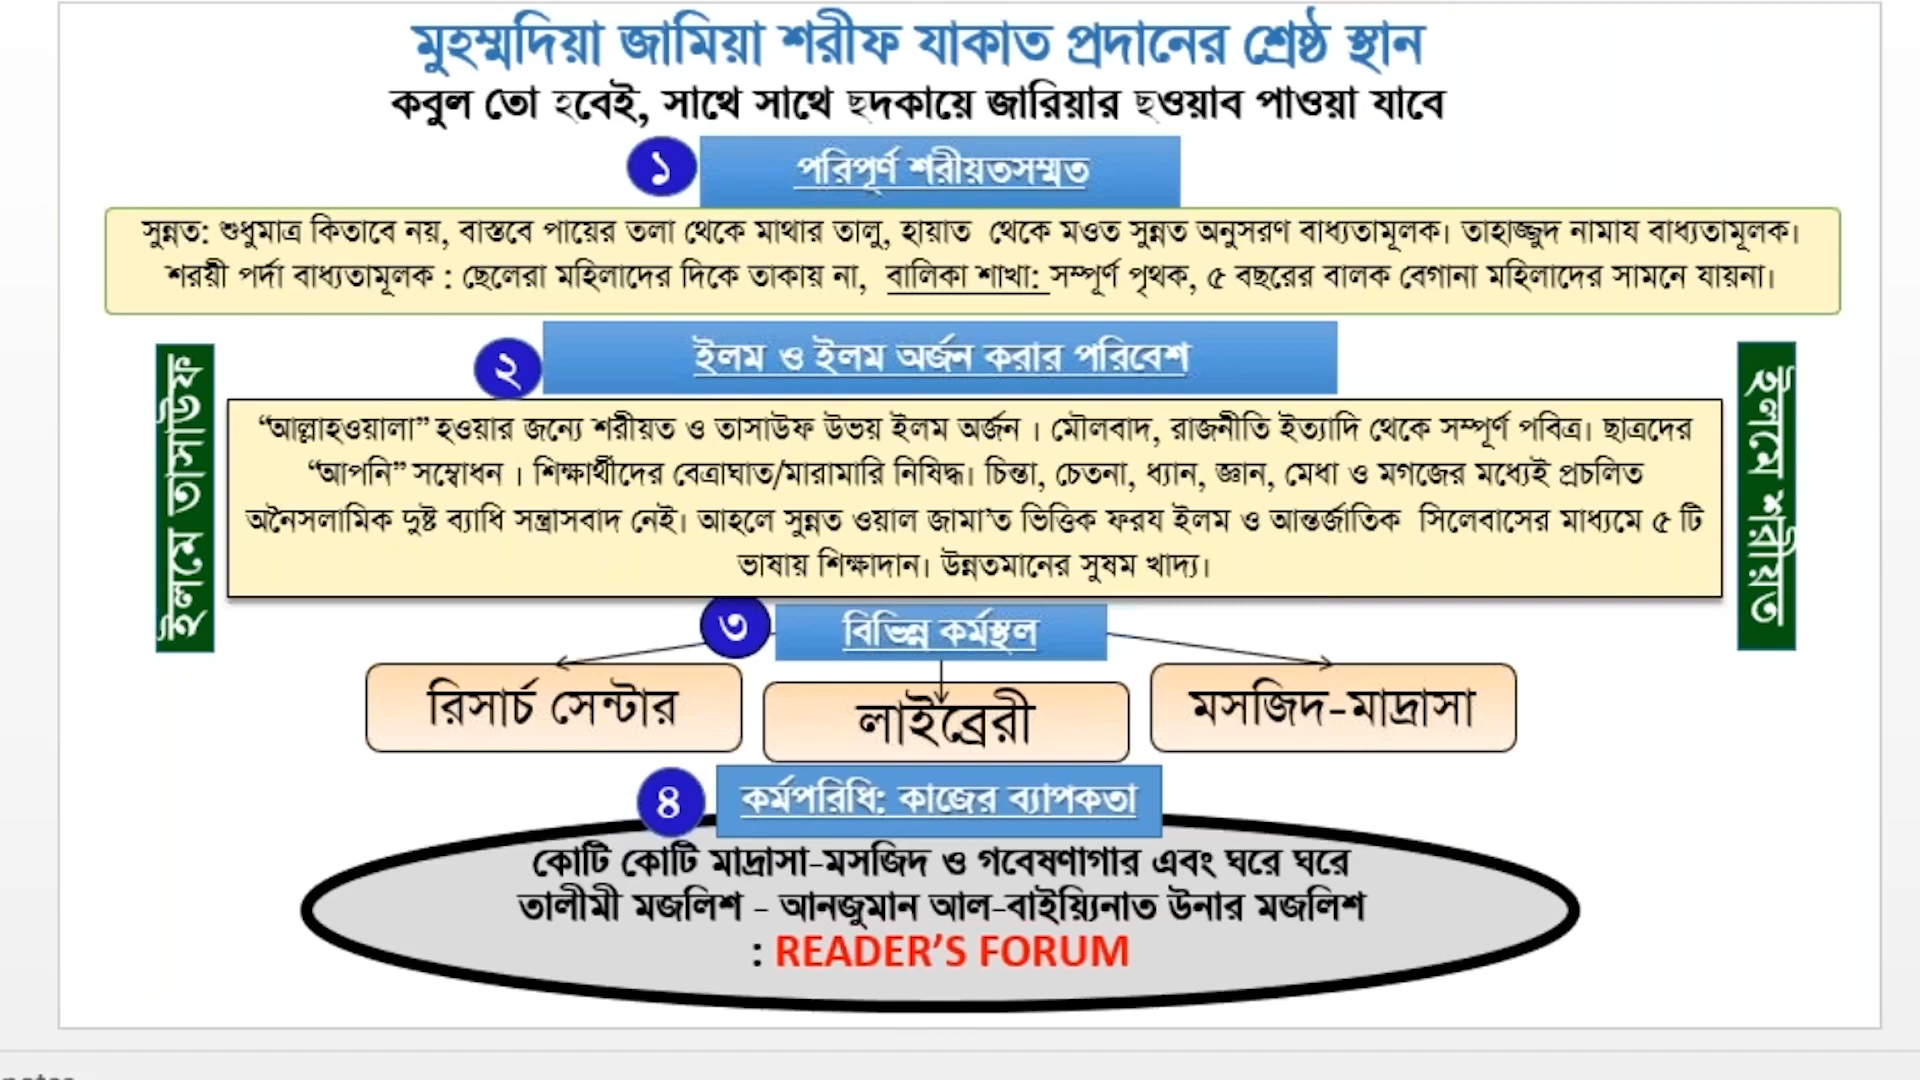 মুহম্মদিয়া জামিয়া শরীফ যাকাত প্রদানের শ্রেষ্ঠ স্থান
কবুল তো হবেই, সাথে সাথে ছদকায়ে জারিয়ার ছওয়াব পাওয়া যাবে
১ পরিপূর্ণ শরীয়তসম্মত
সুন্নত: শুধুমাত্র কিতাবে নয়, বাস্তবে পায়ের তলা থেকে মাথার তালু, হায়াত থেকে মওত সুন্নত অনুসরণ বাধ্যতামূলক। তাহাজ্জুদ নামায বাধ্যতামূলক।
শরয়ী পর্দা বাধ্যতামূলক : ছেলেরা মহিলাদের দিকে তাকায় না, বালিকা শাখা: সম্পূর্ণ পৃথক, ৫ বছরের বালক বেগানা মহিলাদের সামনে যায়না।
২ ইলম ও ইলম অর্জন করার পরিবেশ
ইলমে তাসাউফ
“আল্লাহওয়ালা” হওয়ার জন্যে শরীয়ত ও তাসাউফ উভয় ইলম অর্জন । মৌলবাদ, রাজনীতি ইত্যাদি থেকে সম্পূর্ণ পবিত্র। ছাত্রদের
“আপনি” সম্বোধন । শিক্ষার্থীদের বেত্রাঘাত/মারামারি নিষিদ্ধ। চিন্তা, চেতনা, ধ্যান, জ্ঞান, মেধা ও মগজের মধ্যেই প্রচলিত
অনৈসলামিক দুষ্ট ব্যাধি সন্ত্রাসবাদ নেই। আহলে সুন্নত ওয়াল জামা’ত ভিত্তিক ফরয ইলম ও আন্তর্জাতিক সিলেবাসের মাধ্যমে ৫ টি
ভাষায় শিক্ষাদান। উন্নতমানের সুষম খাদ্য।
ইলমে শরীয়ত
৩ বিভিন্ন কর্মস্থল
রিসার্চ সেন্টার
লাইব্রেরী
মসজিদ-মাদ্রাসা
৪ কর্মপরিধি: কাজের ব্যাপকতা
কোটি কোটি মাদ্রাসা-মসজিদ ও গবেষণাগার এবং ঘরে ঘরে
তালীমী মজলিশ - আনজুমান আল-বাইয়্যিনাত উনার মজলিশ
: READER’S FORUM